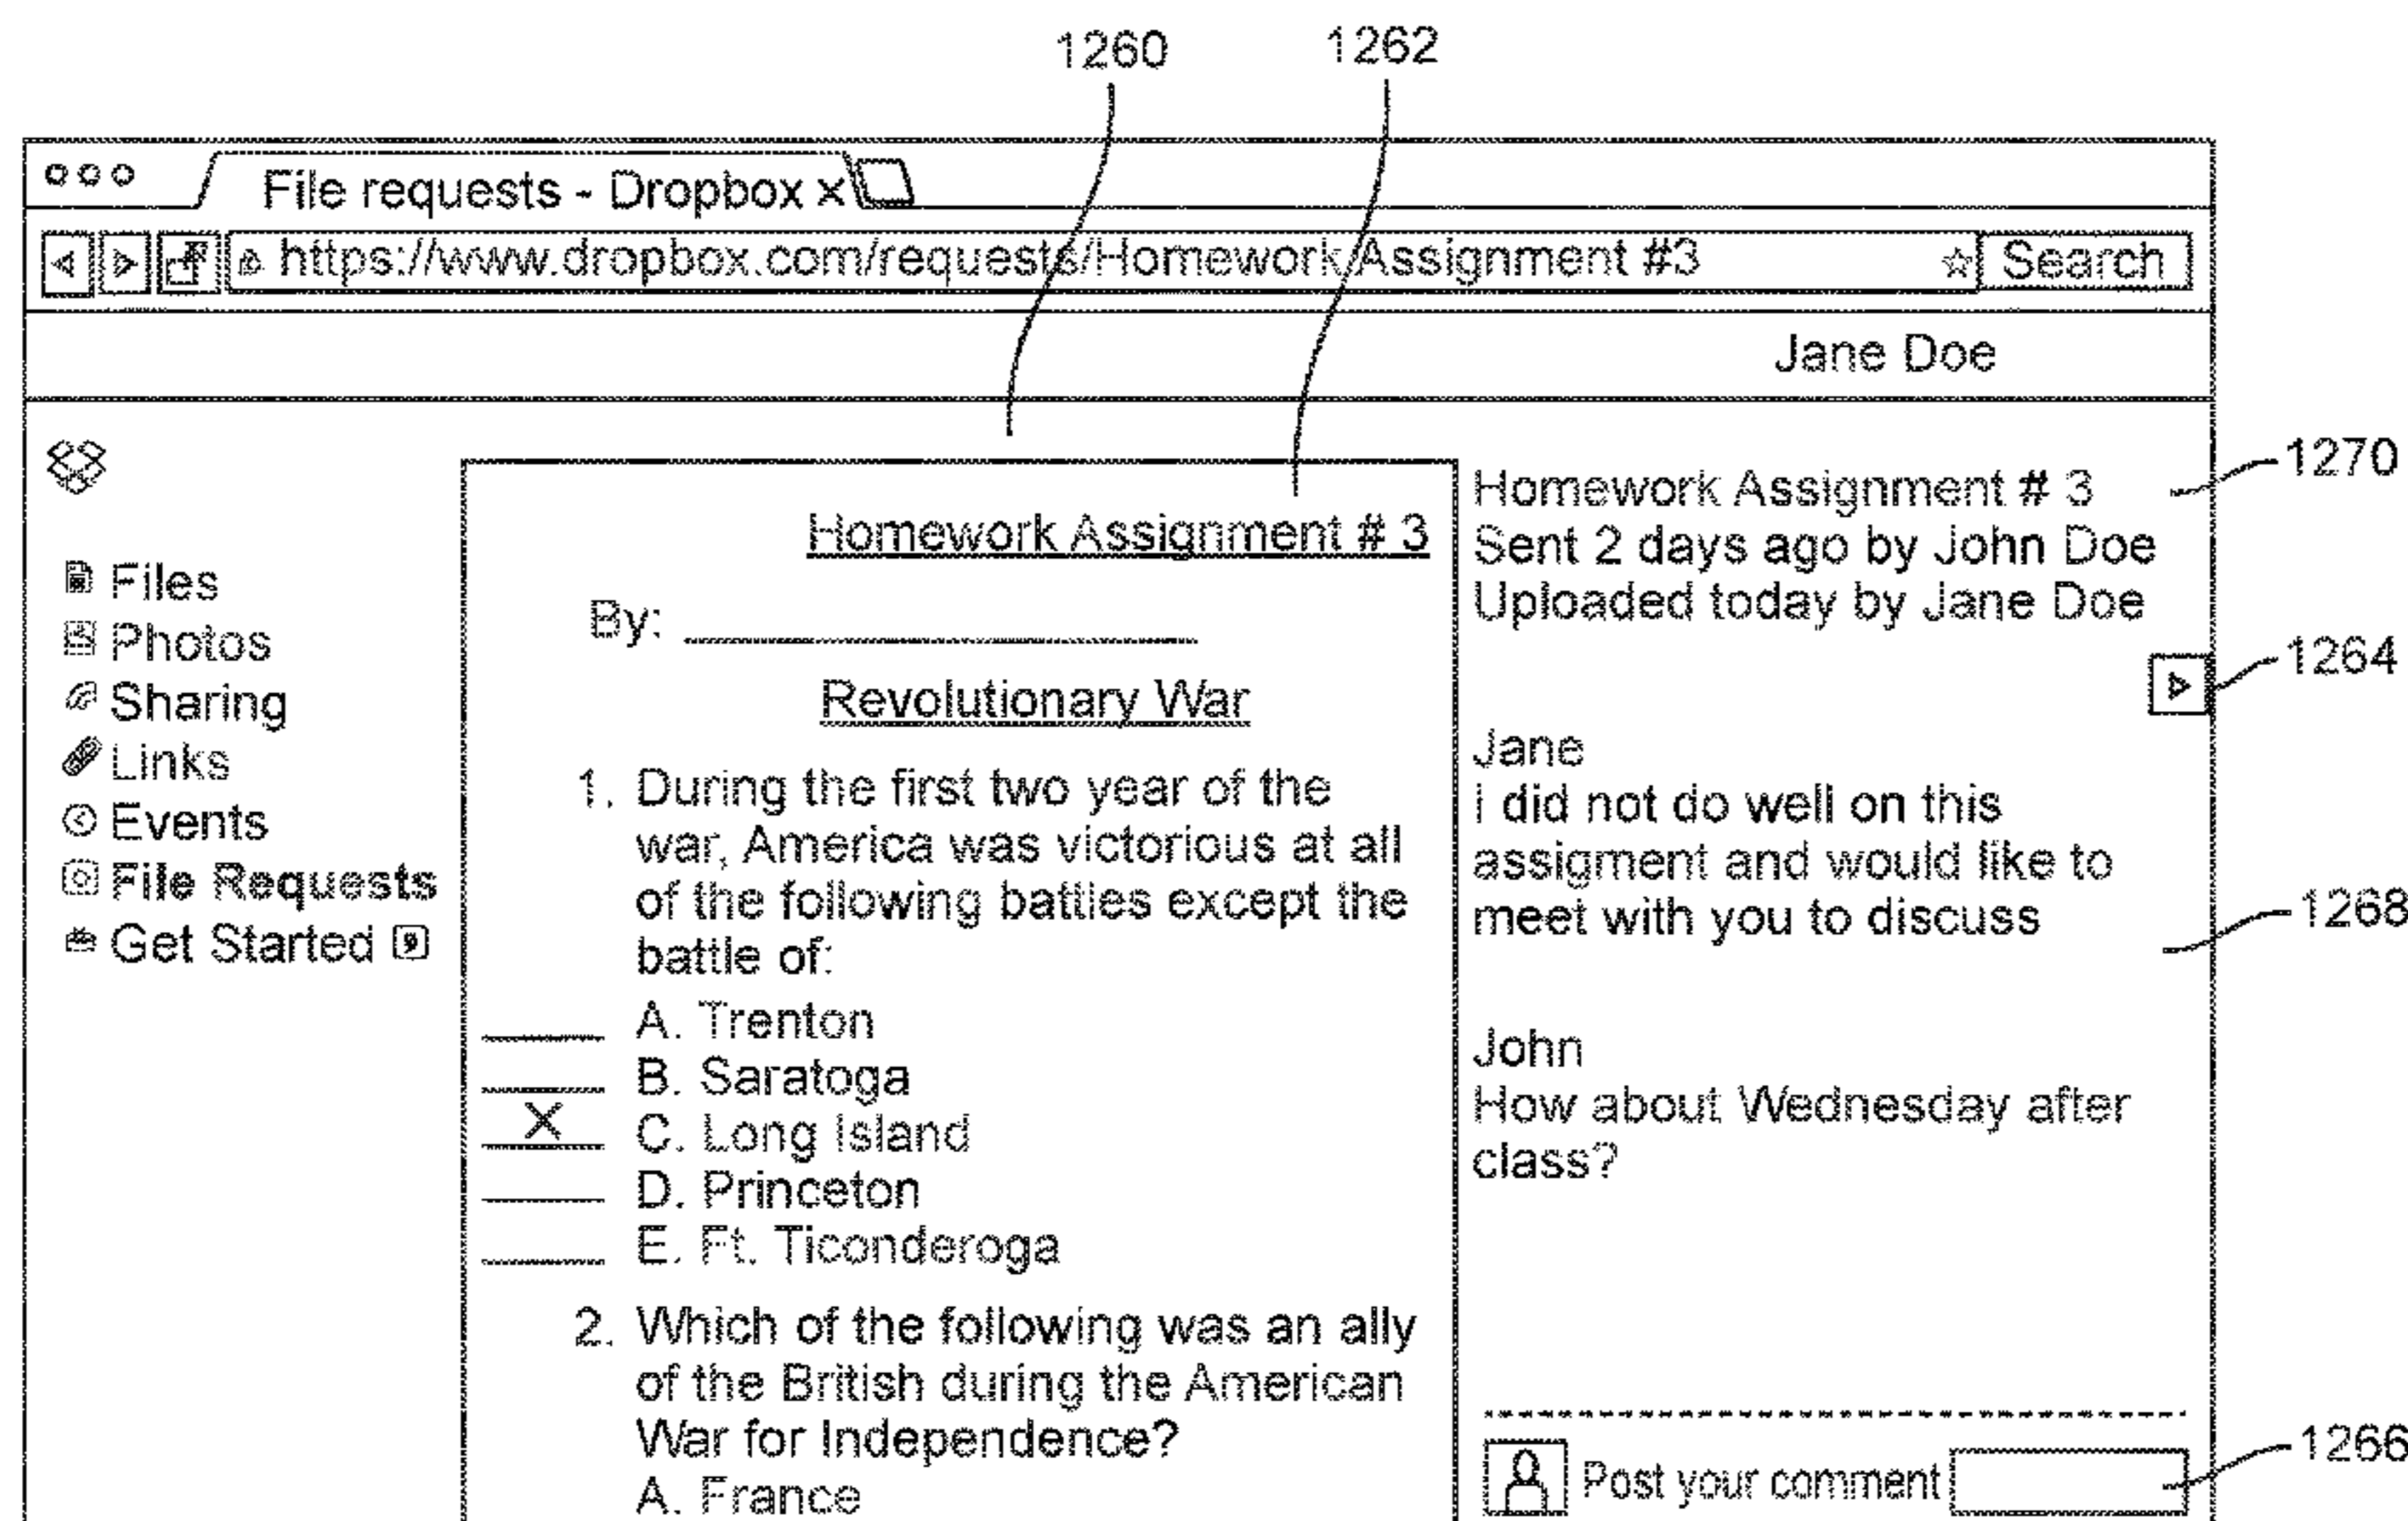 1260
1262
File requests - Dropbox x
https://www.dropbox.com/requests/Homework Assignment #3
Search
Jane Doe
Files
Photos
Sharing
Links
Events
File Requests
Get Started 9
Homework Assignment # 3
By:
Revolutionary War
1. During the first two year of the
war, America was victorious at all
of the following battles except the
battle of:
A. Trenton
B. Saratoga
X C. Long Island
D. Princeton
E. Ft. Ticonderoga
2. Which of the following was an ally
of the British during the American
War for Independence?
A. France
Homework Assignment # 3
Sent 2 days ago by John Doe
Uploaded today by Jane Doe
1270
1264
Jane
I did not do well on this
assigment and would like to
meet with you to discuss
1268
John
How about Wednesday after
class?
Post your comment
1266